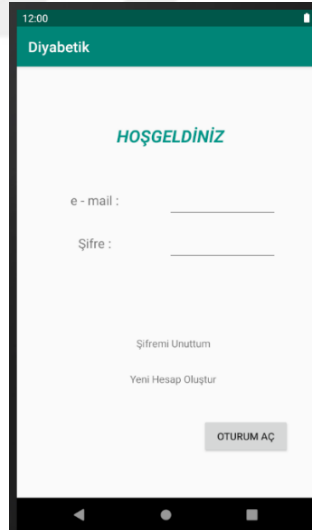 12:00
Diyabetik
HOŞGELDİNİZ
e - mail :
Şifre :
Şifremi Unuttum
Yeni Hesap Oluştur
OTURUM AÇ